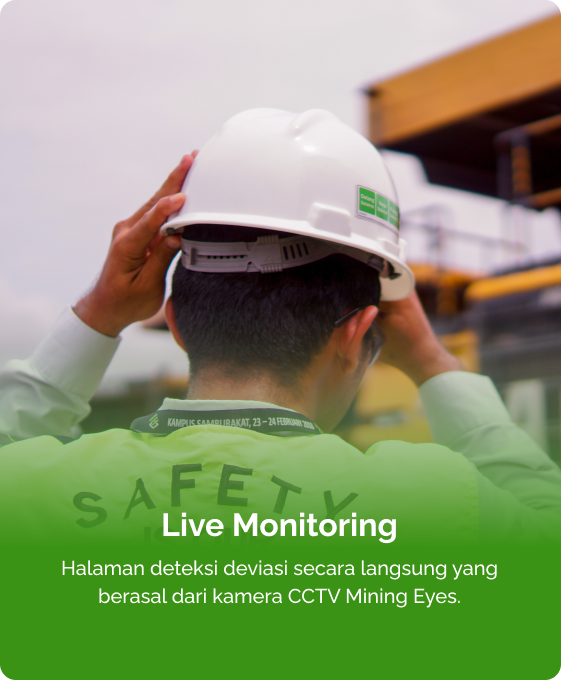 KAMPUS SAMBURAKAT, 23 - 24 FEBRUARY
SAFETY
Live Monitoring
Halaman deteksi deviasi secara langsung yang
berasal dari kamera CCTV Mining Eyes.